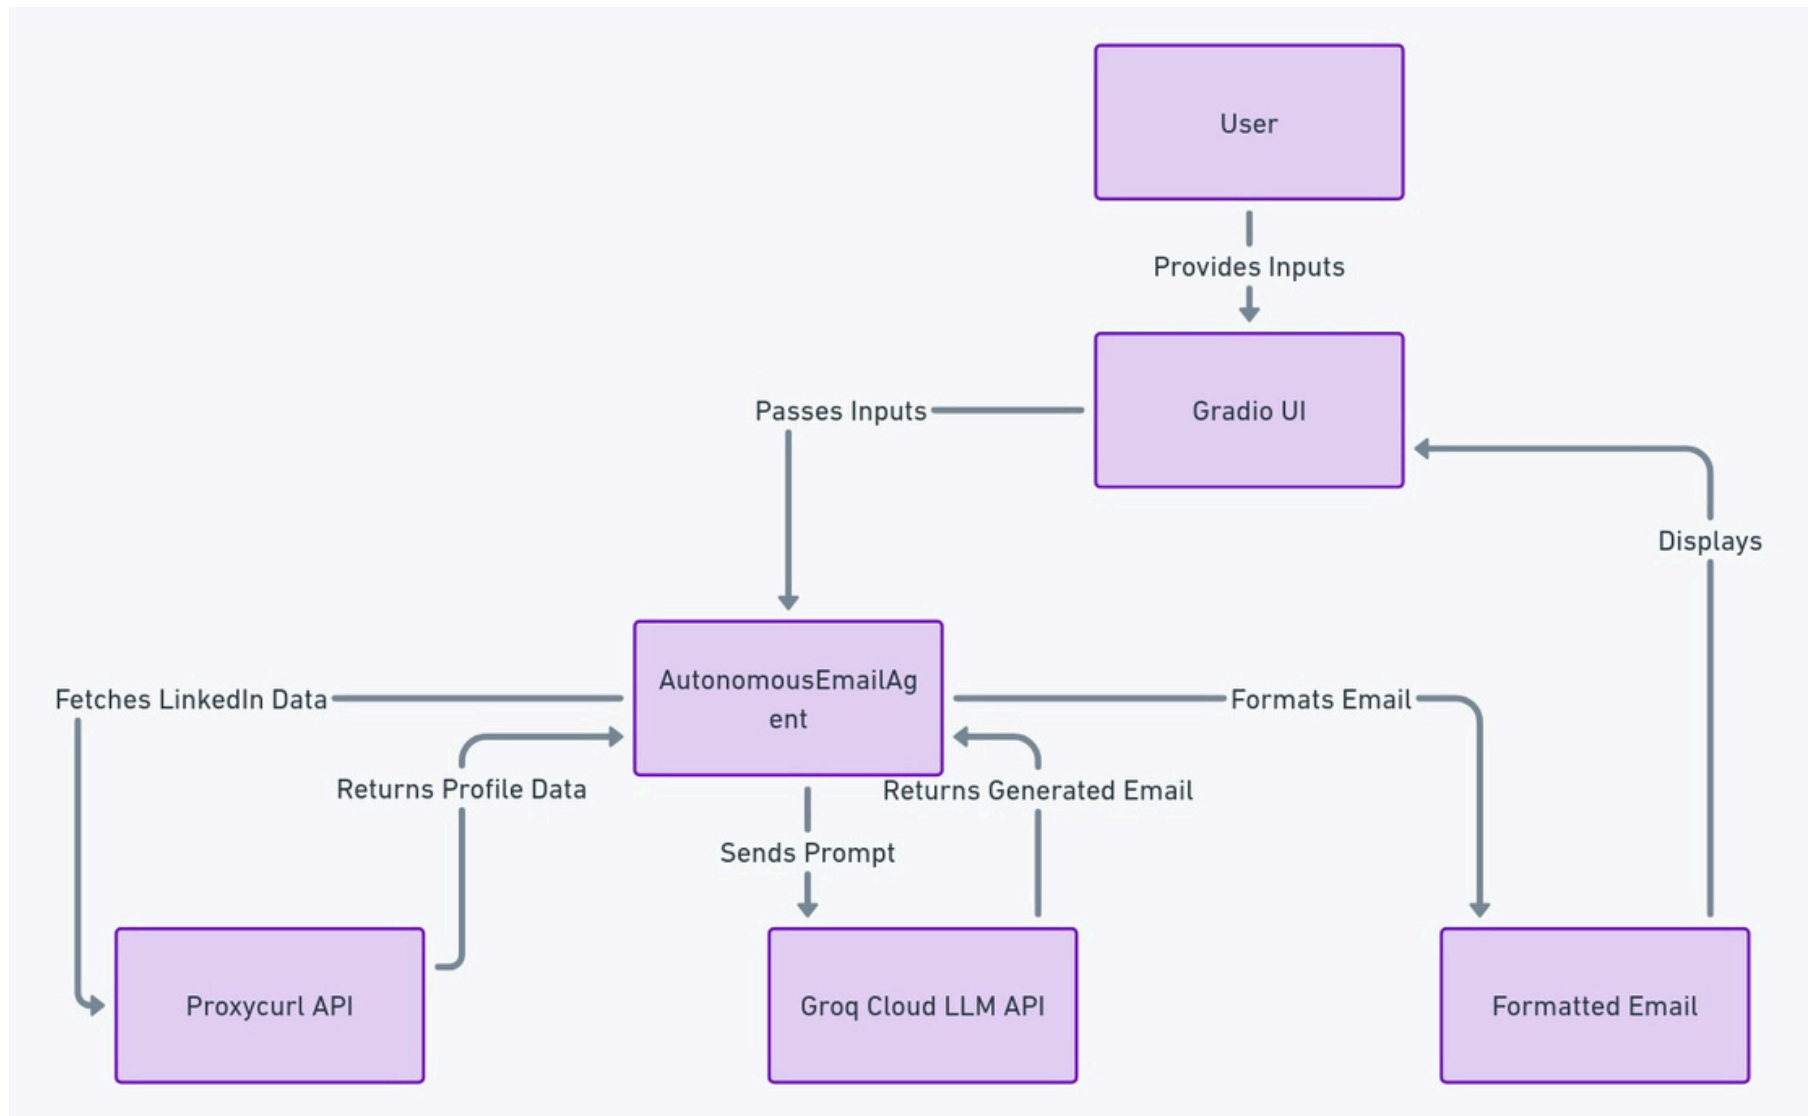 User
Provides Inputs
Passes Inputs
Gradio UI
Displays
AutonomousEmailAg
ent
Fetches LinkedIn Data
Formats Email
Returns Profile Data
Returns Generated Email
Sends Prompt
Proxycurl API
Groq Cloud LLM API
Formatted Email